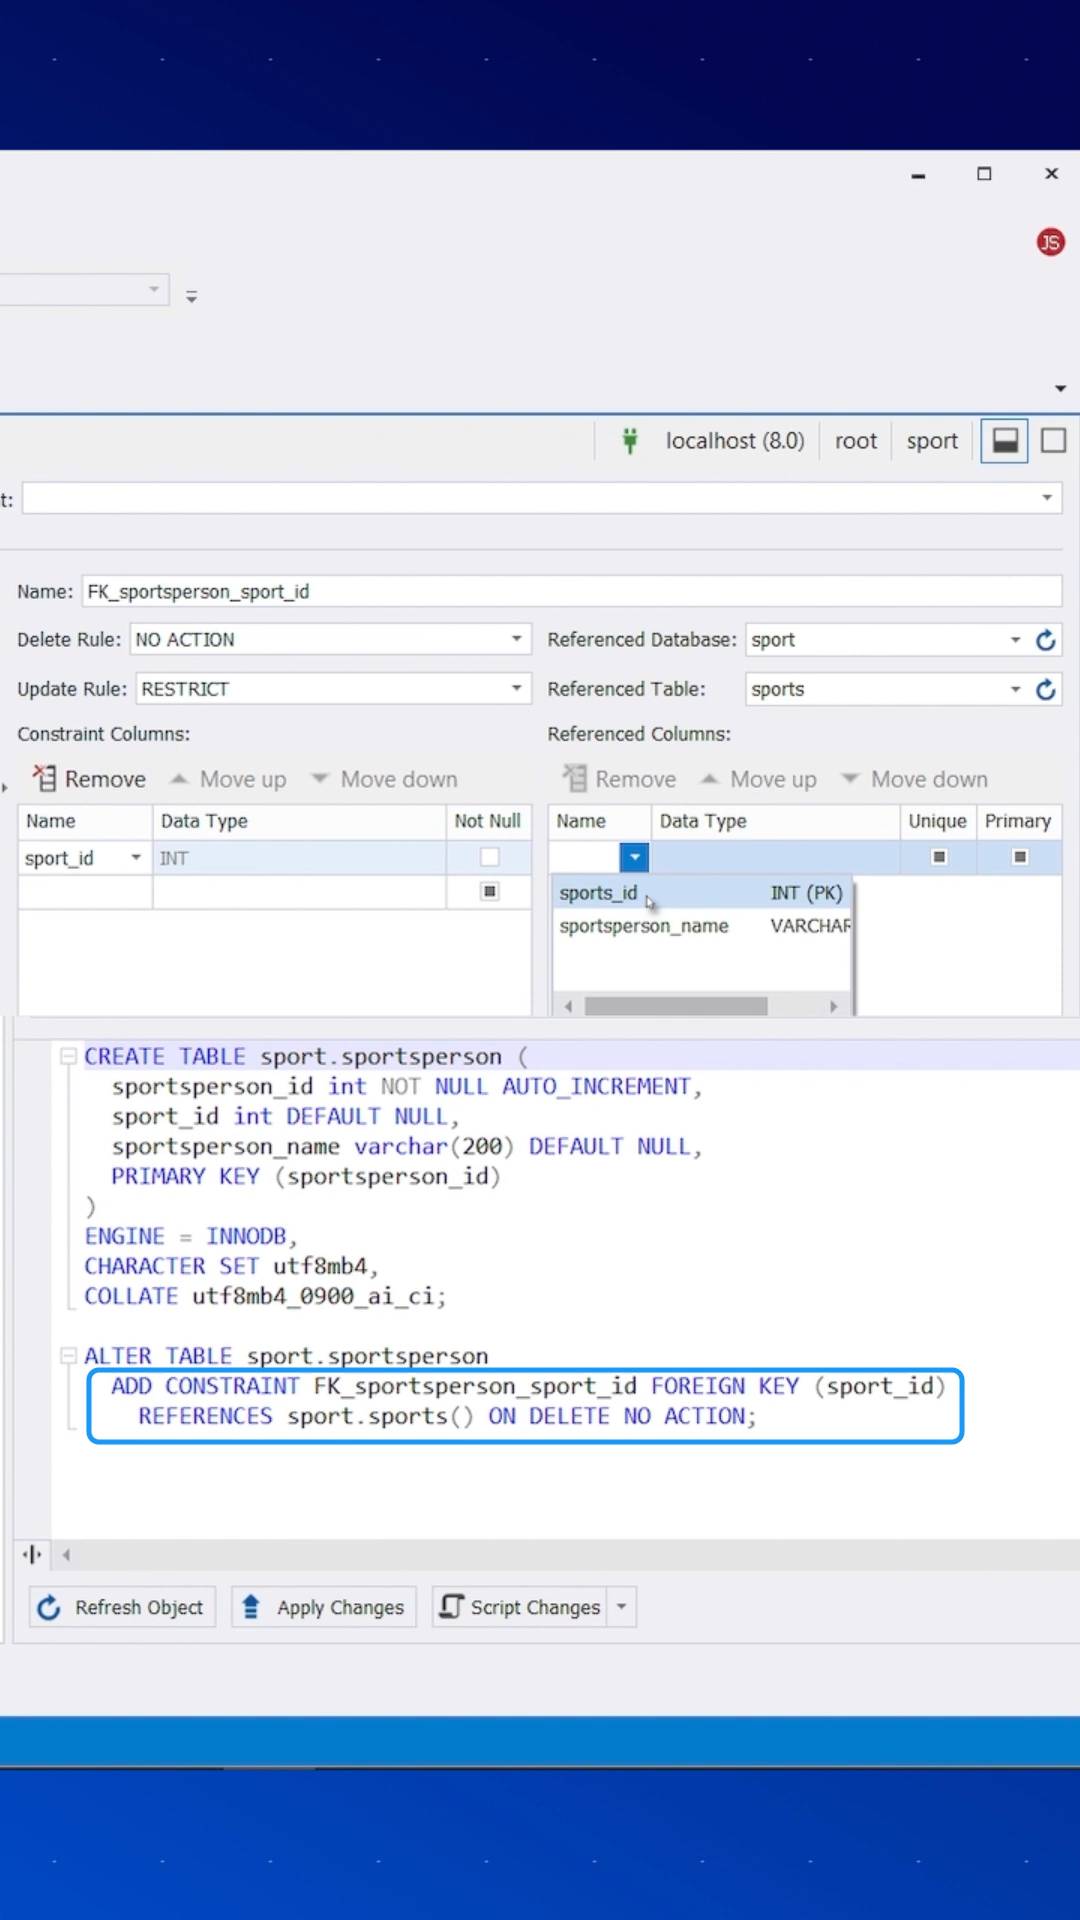 JS
localhost (8.0) root sport
t:
Name: FK_sportsperson_sport_id
Delete Rule: NO ACTION Referenced Database: sport
Update Rule: RESTRICT Referenced Table: sports
Constraint Columns: Referenced Columns:
Remove Move up Move down Remove Move up Move down
Name Data Type Not Null Name Data Type Unique Primary
sport_id INT
sports_id INT (PK)
sportsperson_name VARCHAR
CREATE TABLE sport.sportsperson (
sportsperson_id int NOT NULL AUTO_INCREMENT,
sport_id int DEFAULT NULL,
sportsperson_name varchar(200) DEFAULT NULL,
PRIMARY KEY (sportsperson_id)
)
ENGINE = INNODB,
CHARACTER SET utf8mb4,
COLLATE utf8mb4_0900_ai_ci;
ALTER TABLE sport.sportsperson
ADD CONSTRAINT FK_sportsperson_sport_id FOREIGN KEY (sport_id)
REFERENCES sport.sports() ON DELETE NO ACTION;
Refresh Object Apply Changes Script Changes